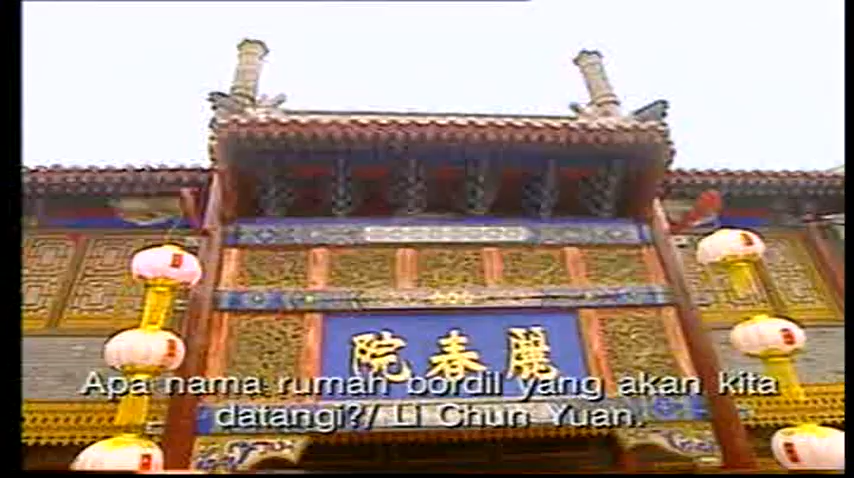 麗春院
Apa nama rumah bordil yang akan kita
datangi?/ Li Chun Yuan.